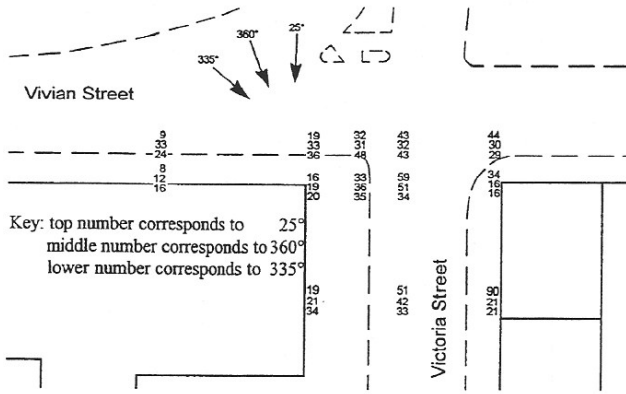 25°
360°
335°
Vivian Street
9 19 32 43 44
33 33 31 32 30
24 36 48 43 29
8 16 33 59 34
12 19 36 51 16
16 20 35 34 16
Key: top number corresponds to 25°
middle number corresponds to 360°
lower number corresponds to 335°
19 51 90
21 42 21
34 33 21
Victoria Street